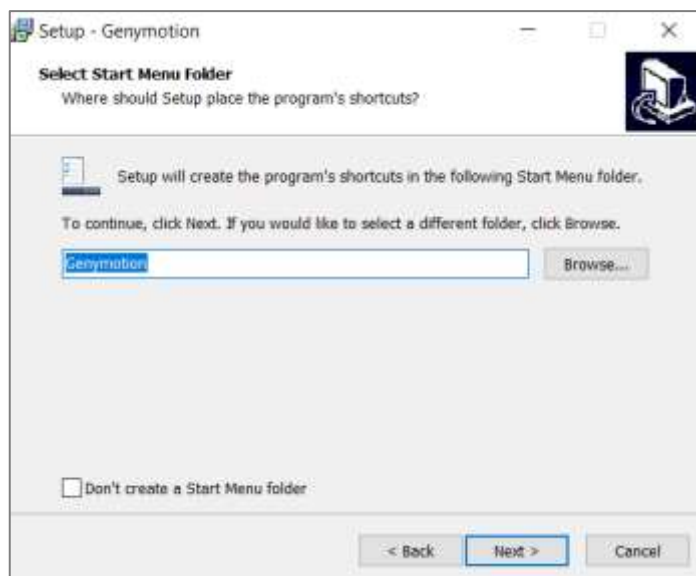 Setup - Genymotion
Select Start Menu Folder
Where should Setup place the program's shortcuts?
Setup will create the program's shortcuts in the following Start Menu folder.
To continue, click Next. If you would like to select a different folder, click Browse.
Genymotion
Browse...
Don't create a Start Menu folder
< Back
Next >
Cancel